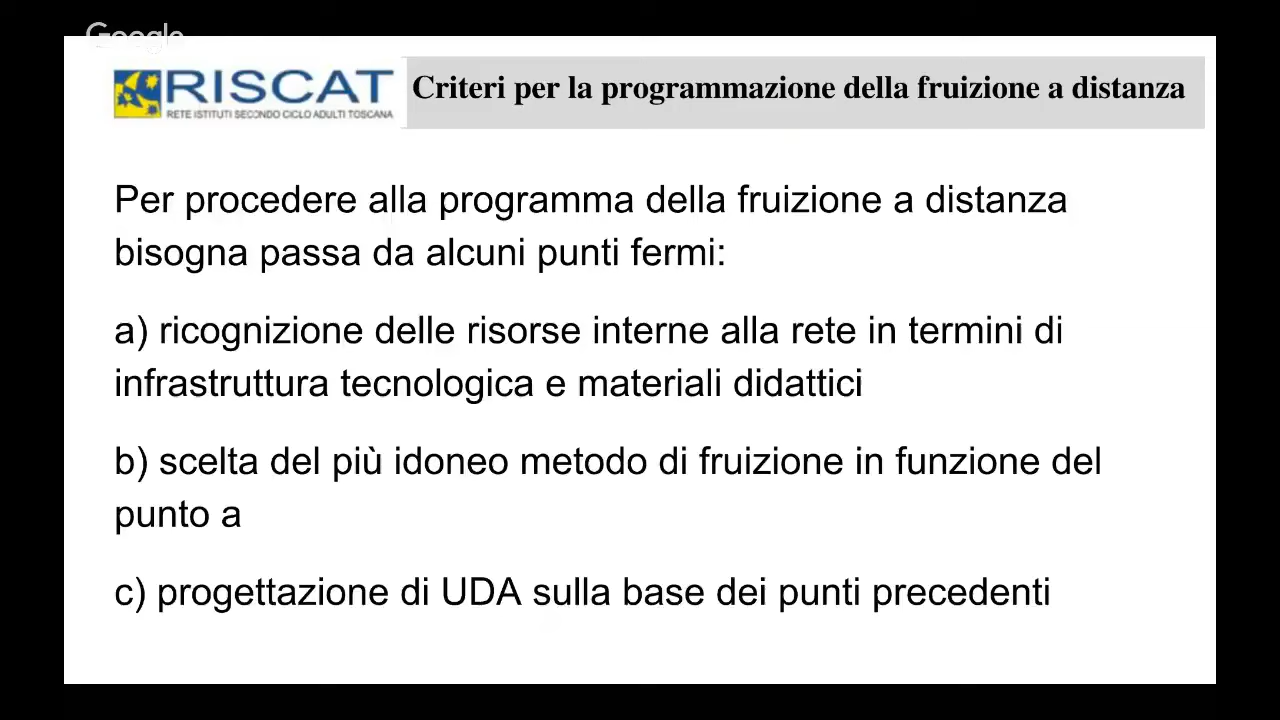 Google
RISCAT
RETE ISTITUTI SECONDO CICLO ADULTI TOSCANA
Criteri per la programmazione della fruizione a distanza
Per procedere alla programma della fruizione a distanza
bisogna passa da alcuni punti fermi:
a) ricognizione delle risorse interne alla rete in termini di
infrastruttura tecnologica e materiali didattici
b) scelta del più idoneo metodo di fruizione in funzione del
punto a
c) progettazione di UDA sulla base dei punti precedenti